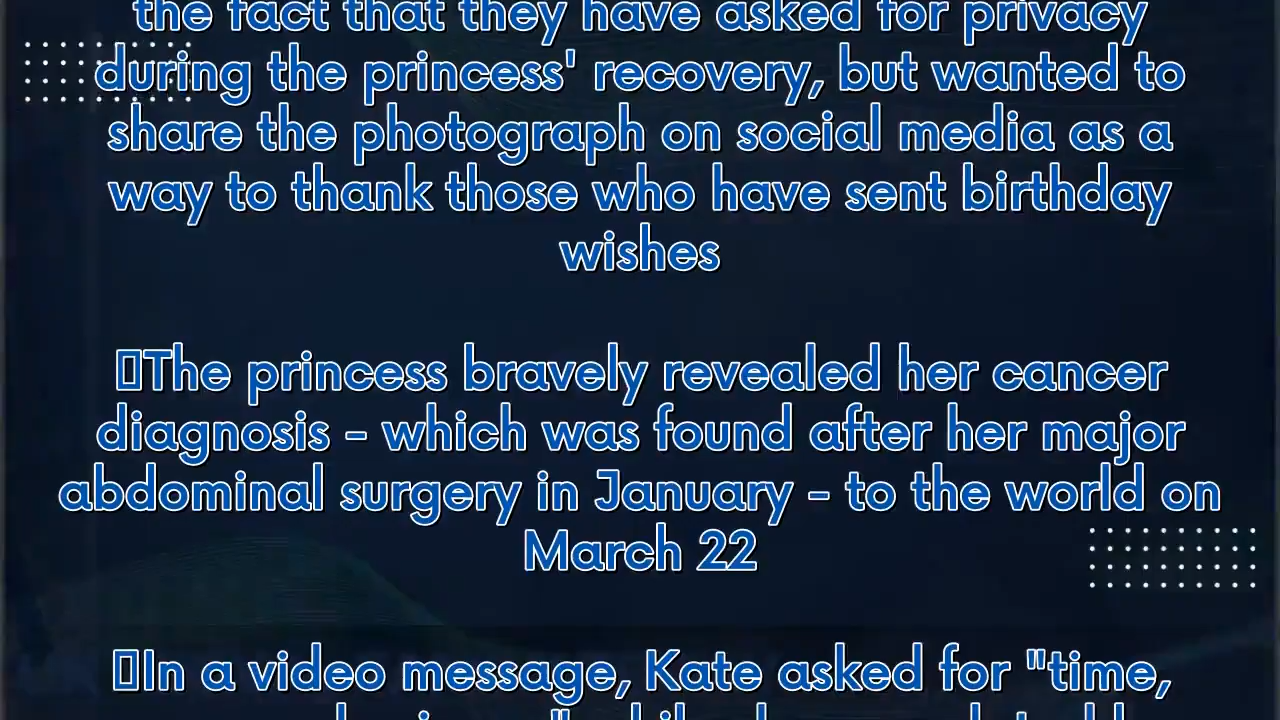 the fact that they have asked for privacy
during the princess' recovery, but wanted to
share the photograph on social media as a
way to thank those who have sent birthday
wishes
The princess bravely revealed her cancer
diagnosis – which was found after her major
abdominal surgery in January – to the world on
March 22
In a video message, Kate asked for "time,